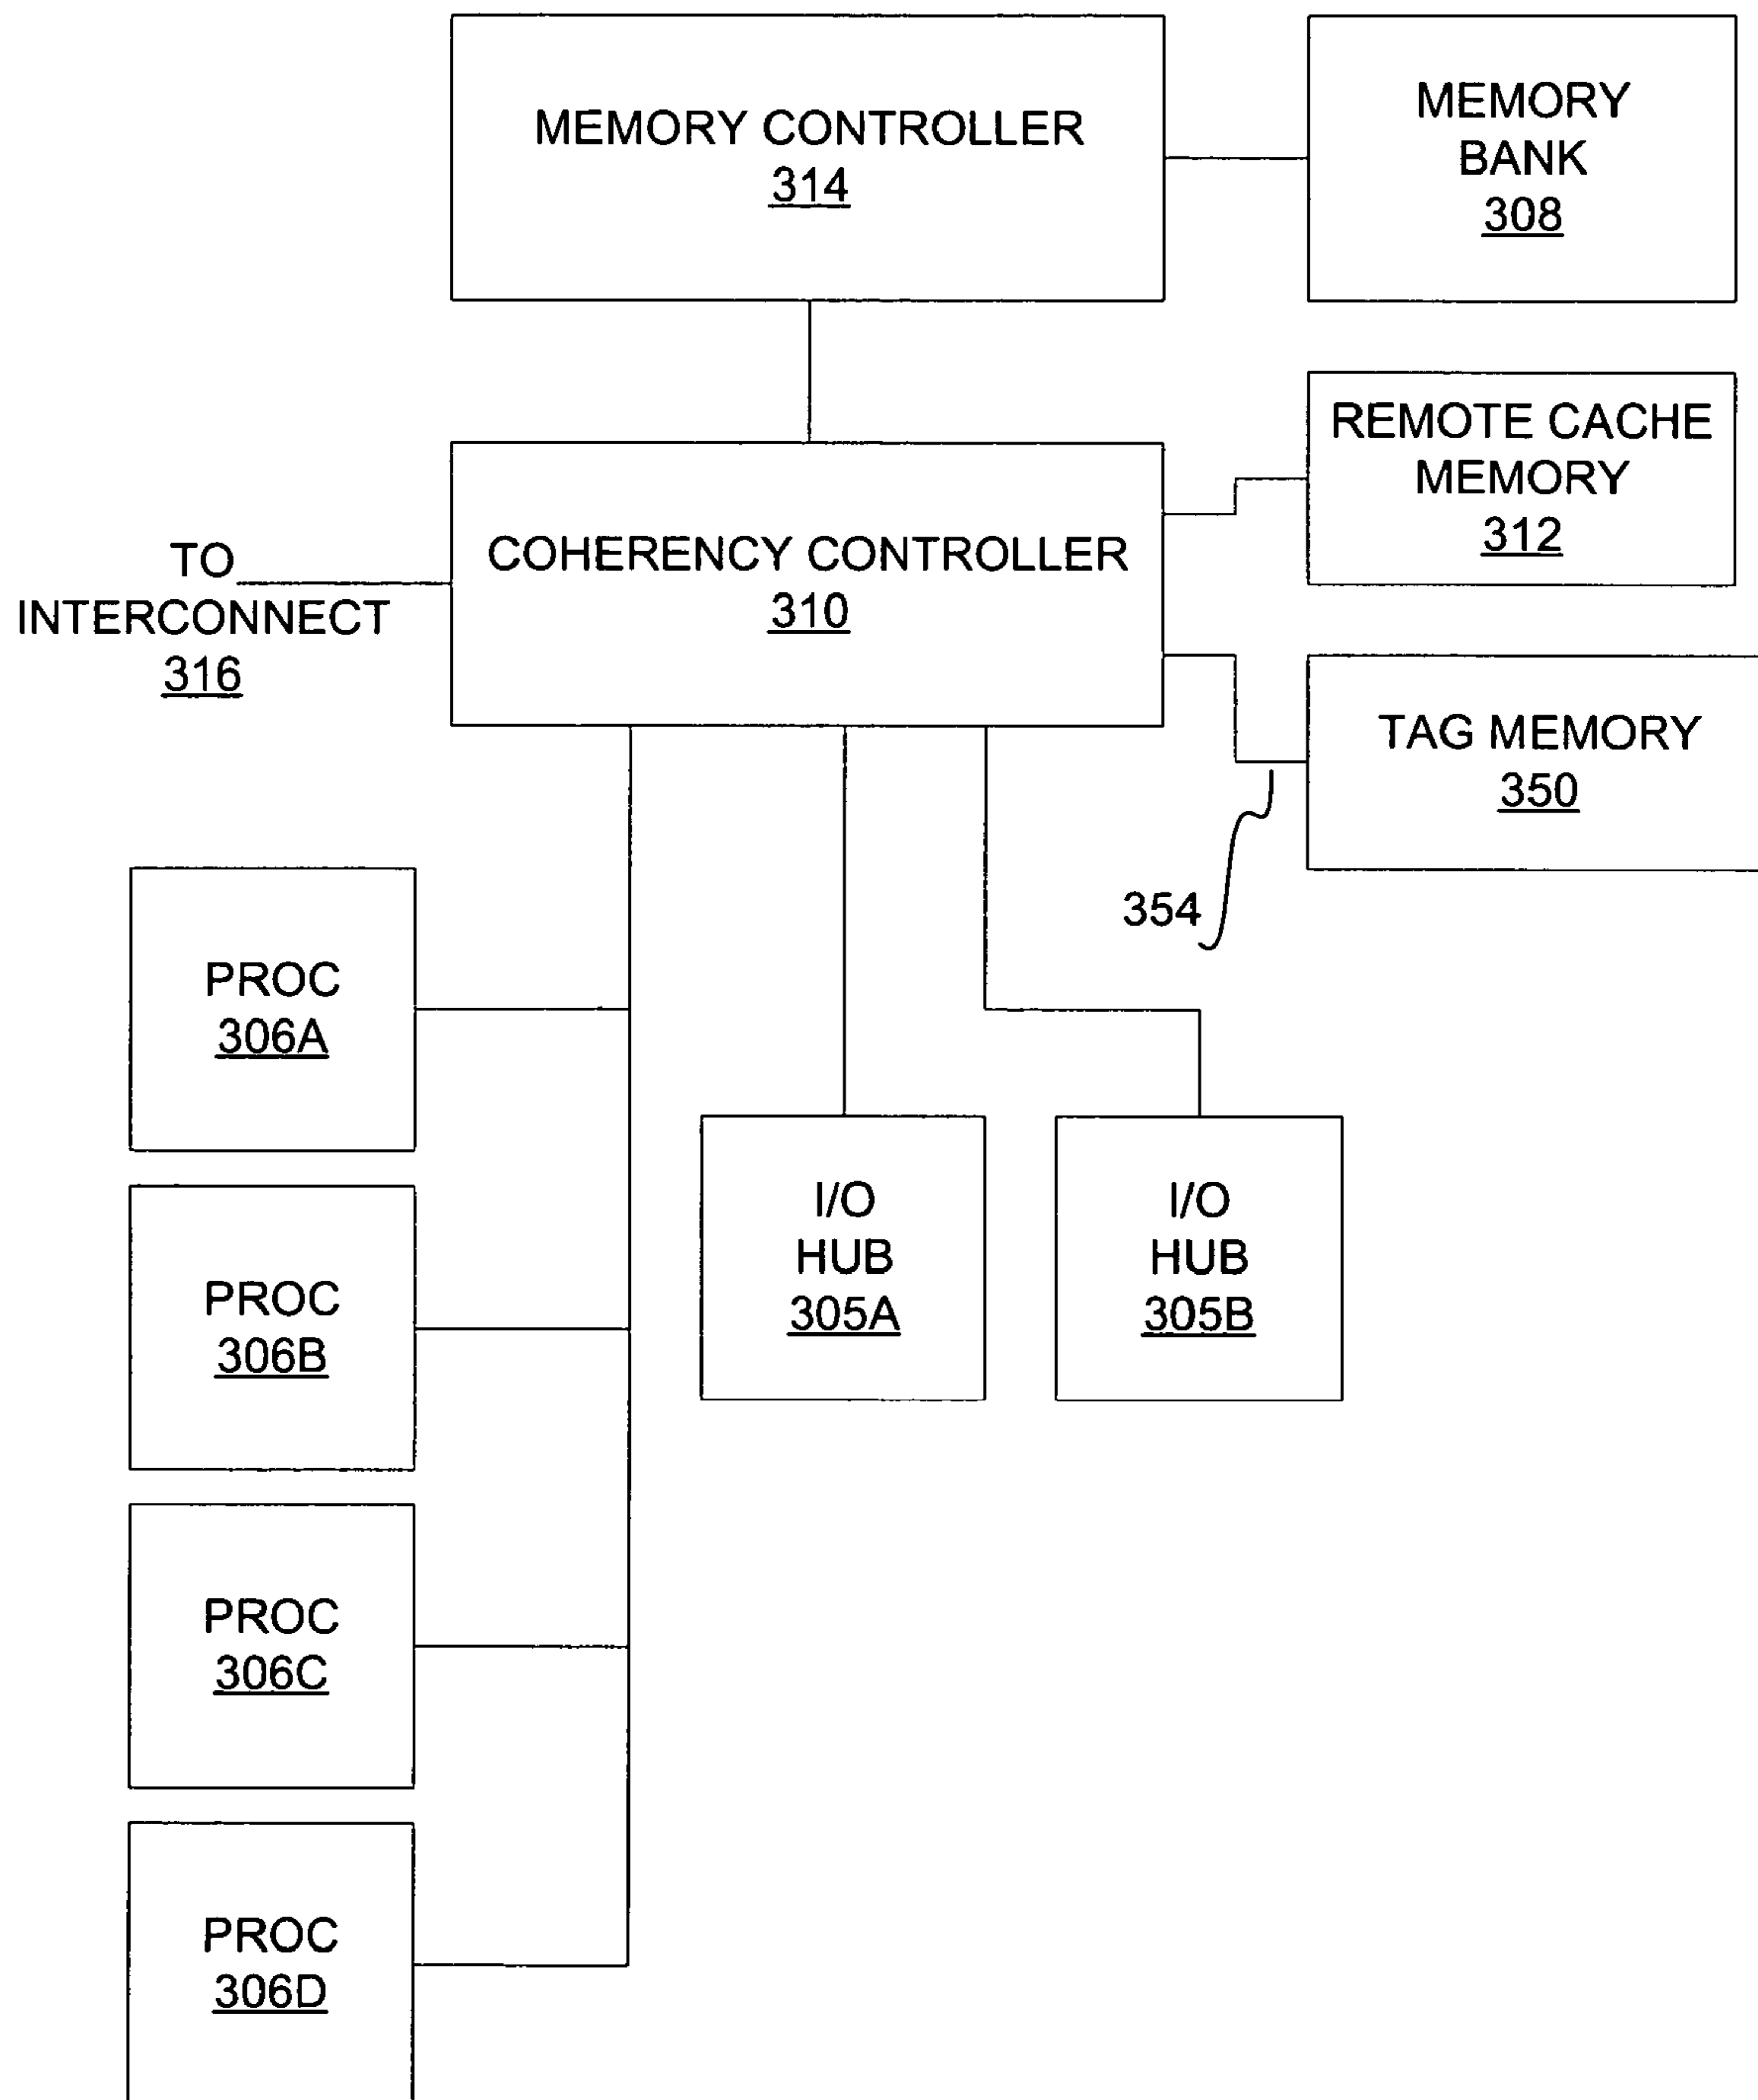 MEMORY CONTROLLER
314
MEMORY
BANK
308
REMOTE CACHE
MEMORY
312
COHERENCY CONTROLLER
310
TO
INTERCONNECT
316
TAG MEMORY
350
354
PROC
306A
PROC
306B
PROC
306C
PROC
306D
I/O
HUB
305A
I/O
HUB
305B